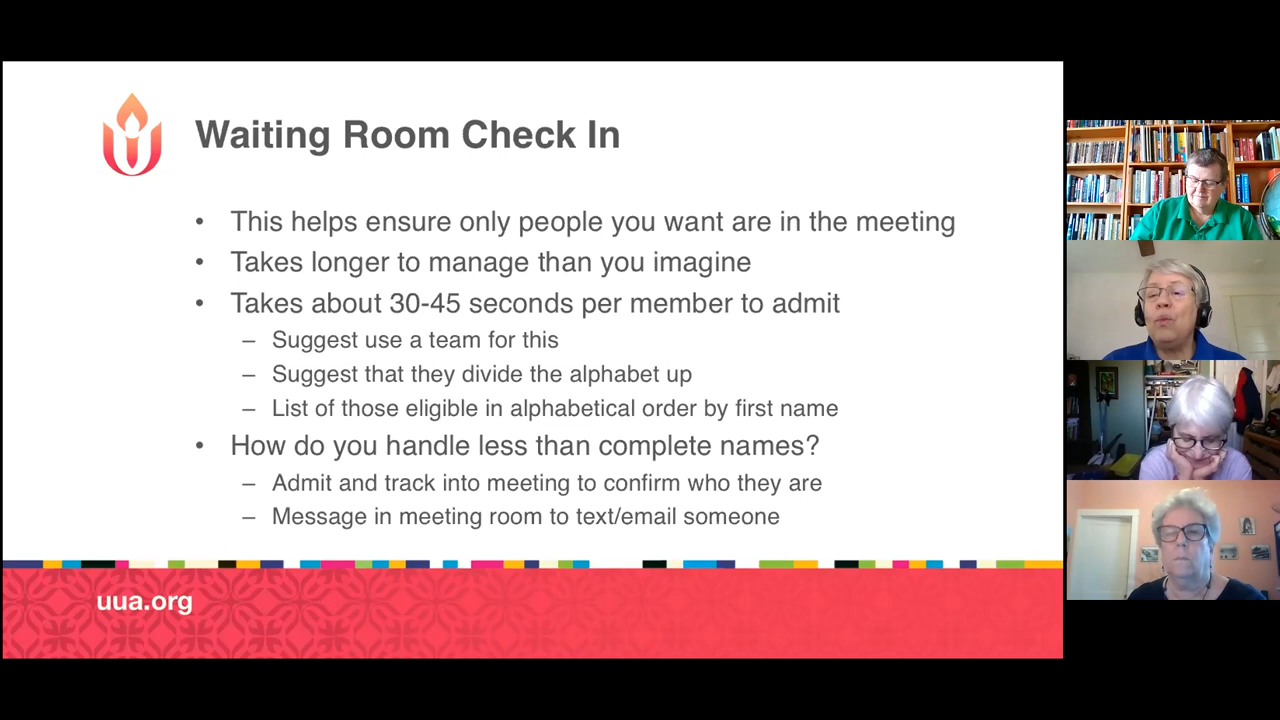 Waiting Room Check In
• This helps ensure only people you want are in the meeting
• Takes longer to manage than you imagine
• Takes about 30-45 seconds per member to admit
– Suggest use a team for this
– Suggest that they divide the alphabet up
– List of those eligible in alphabetical order by first name
• How do you handle less than complete names?
– Admit and track into meeting to confirm who they are
– Message in meeting room to text/email someone
uua.org